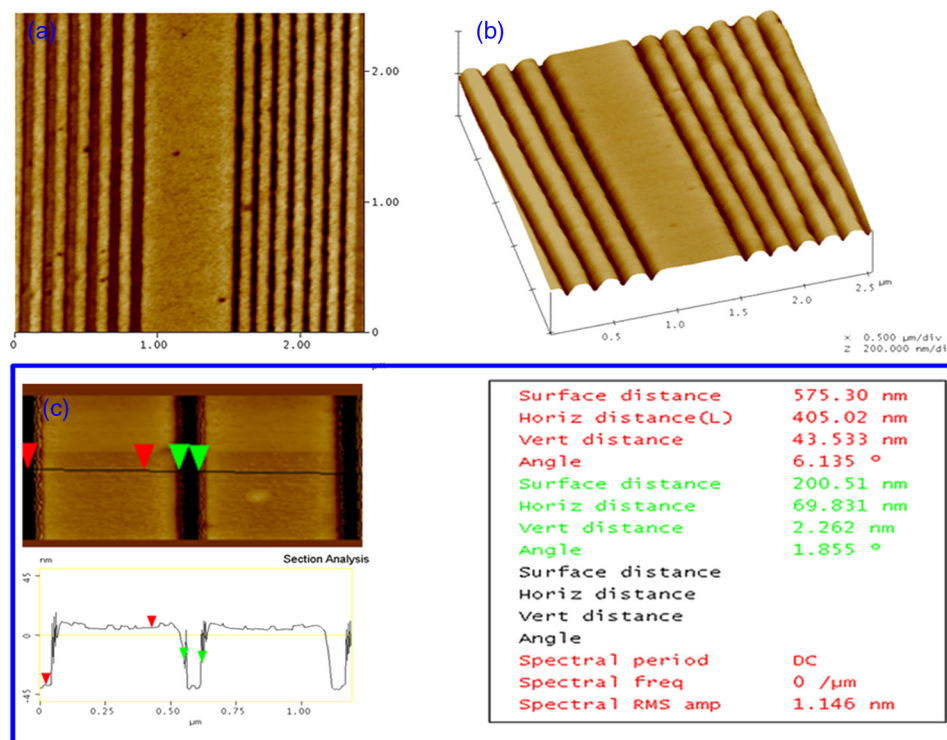 (a)
2.00
1.00
0
0
1.00
2.00
(b)
µm
2.5
2.0
1.5
1.0
0.5
X 0.500 µm/div
Z 200.000 nm/di
(c)
nm
Section Analysis
45
0
-45
0
0.25
0.50
0.75
1.00
µm
Surface distance 575.30 nm
Horiz distance(L) 405.02 nm
Vert distance 43.533 nm
Angle 6.135 °
Surface distance 200.51 nm
Horiz distance 69.831 nm
Vert distance 2.262 nm
Angle 1.855 °
Surface distance
Horiz distance
Vert distance
Angle
Spectral period DC
Spectral freq 0 /µm
Spectral RMS amp 1.146 nm